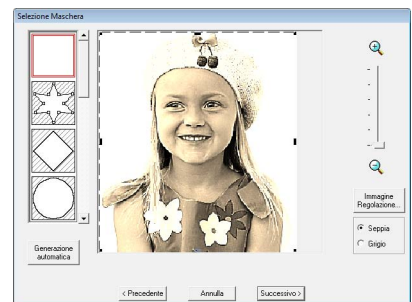 Selezione Maschera
Immagine
Regolazione...
Seppia
Grigio
Generazione
automatica
< Precedente
Annulla
Successivo >